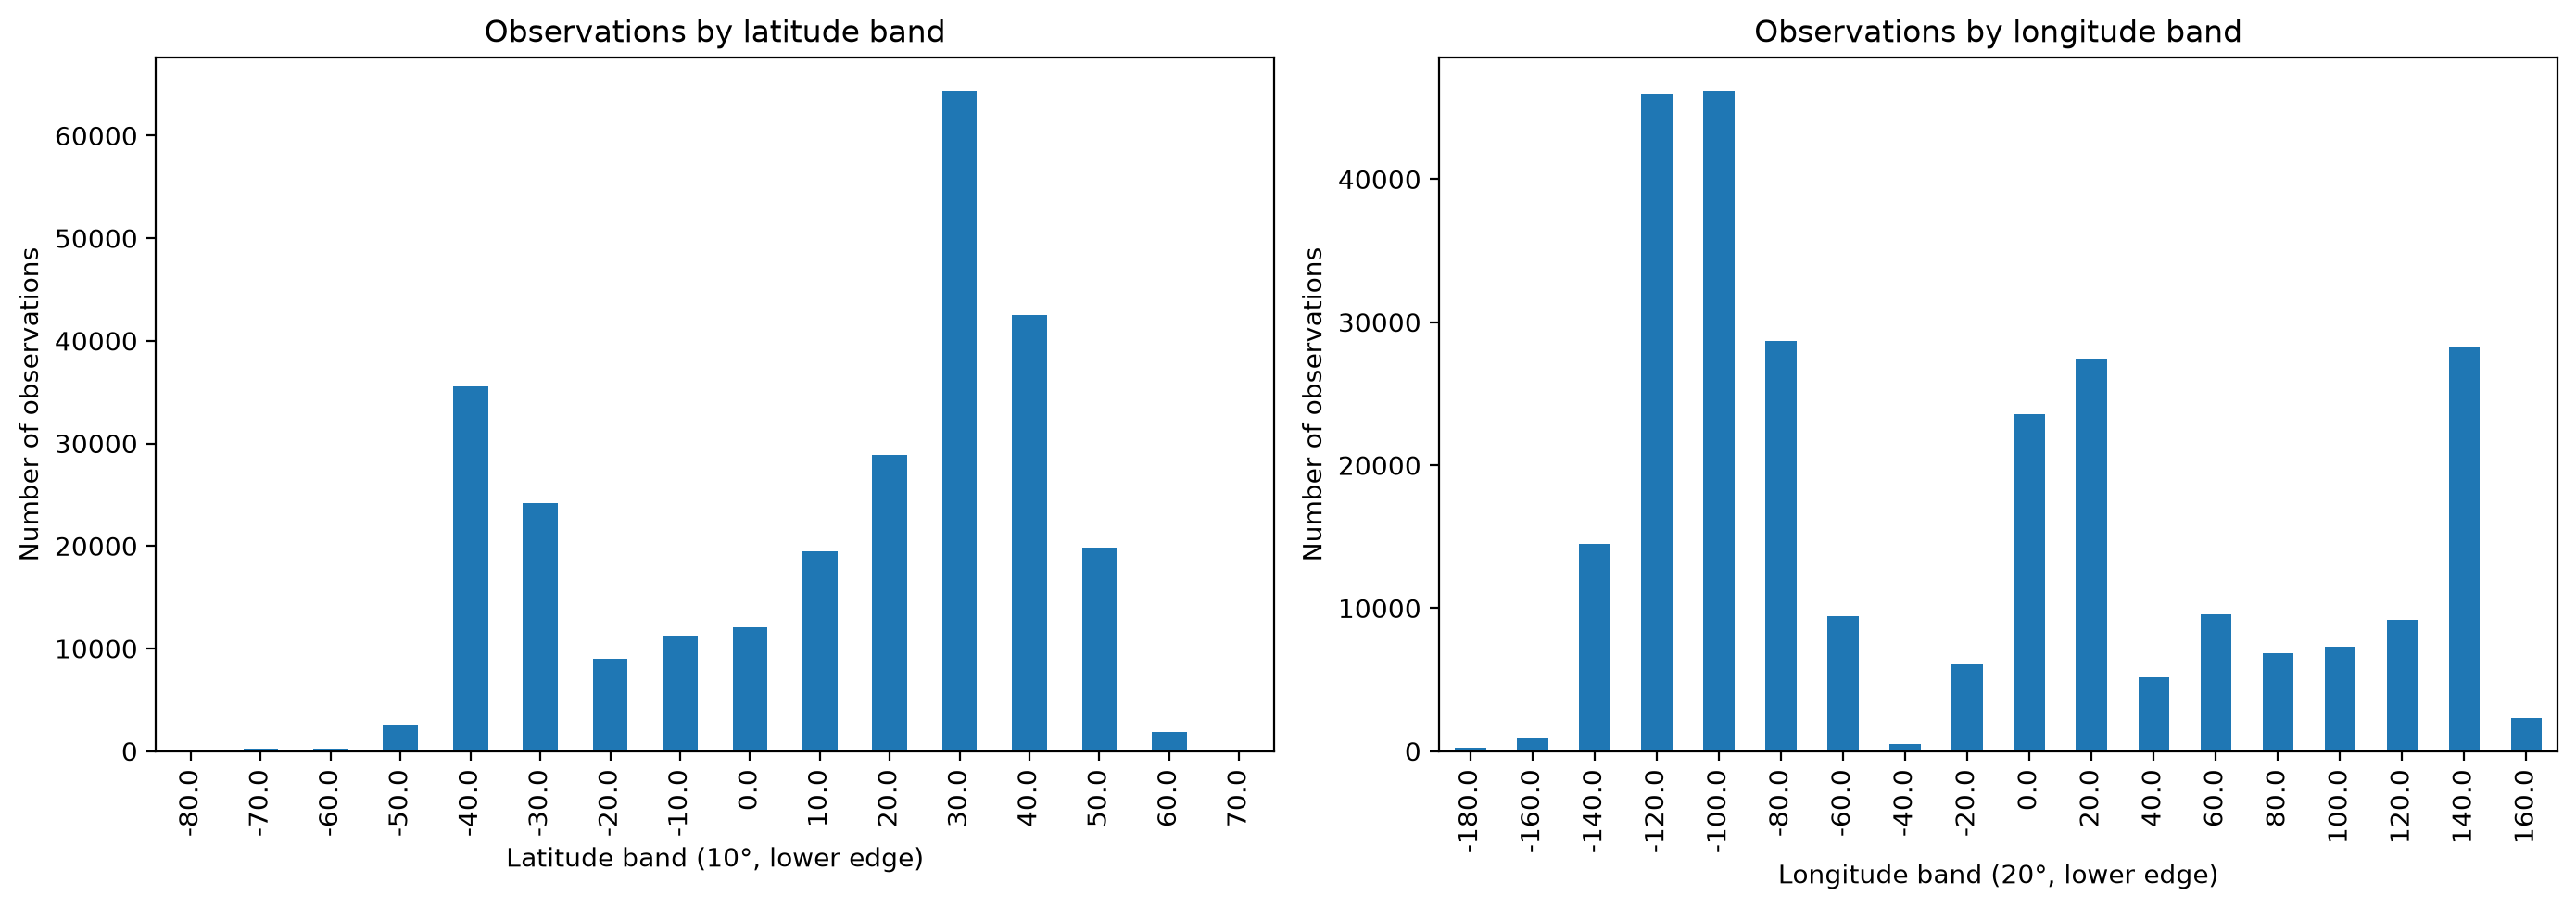 Observations by latitude band
Number of observations
60000
50000
40000
30000
20000
10000
0
-80.0 -70.0 -60.0 -50.0 -40.0 -30.0 -20.0 -10.0 0.0 10.0 20.0 30.0 40.0 50.0 60.0 70.0
Latitude band (10°, lower edge)
Observations by longitude band
Number of observations
40000
30000
20000
10000
0
-180.0 -160.0 -140.0 -120.0 -100.0 -80.0 -60.0 -40.0 -20.0 0.0 20.0 40.0 60.0 80.0 100.0 120.0 140.0 160.0
Longitude band (20°, lower edge)